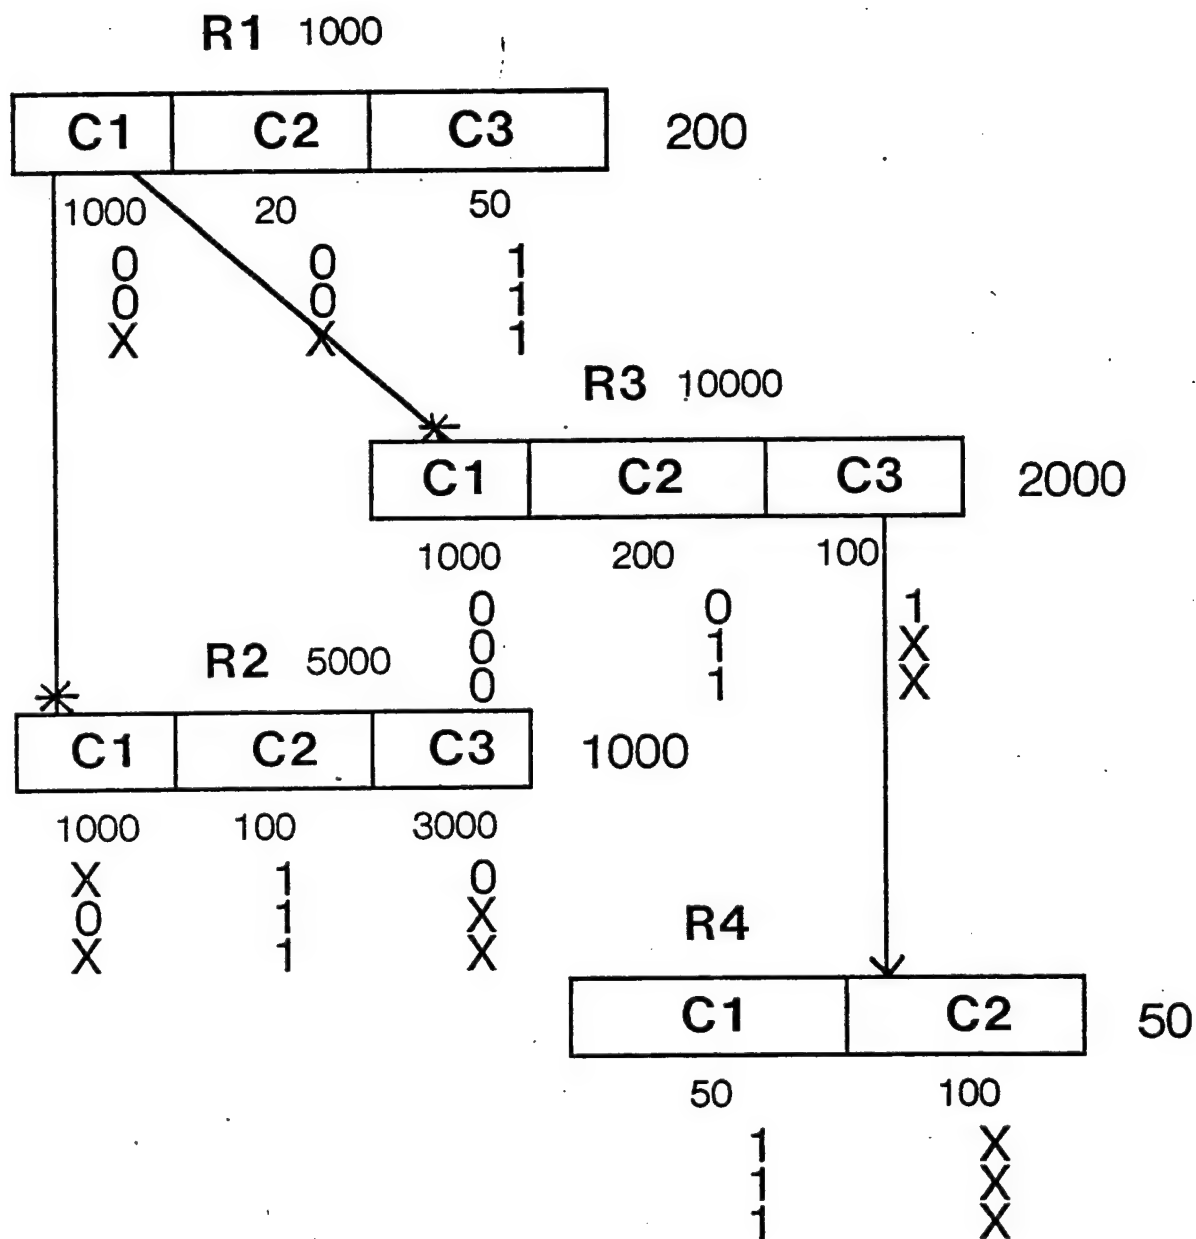 R1 1000
C1 C2 C3 200
1000 20 50
0 0 1
0 0 1
X X 1
R3 10000
C1 C2 C3 2000
1000 200 100
0 0 1
0 1 X
0 1 X
R2 5000
C1 C2 C3 1000
1000 100 3000
X 1 0
0 1 X
X 1 X
R4
C1 C2 50
50 100
1 X
1 X
1 X